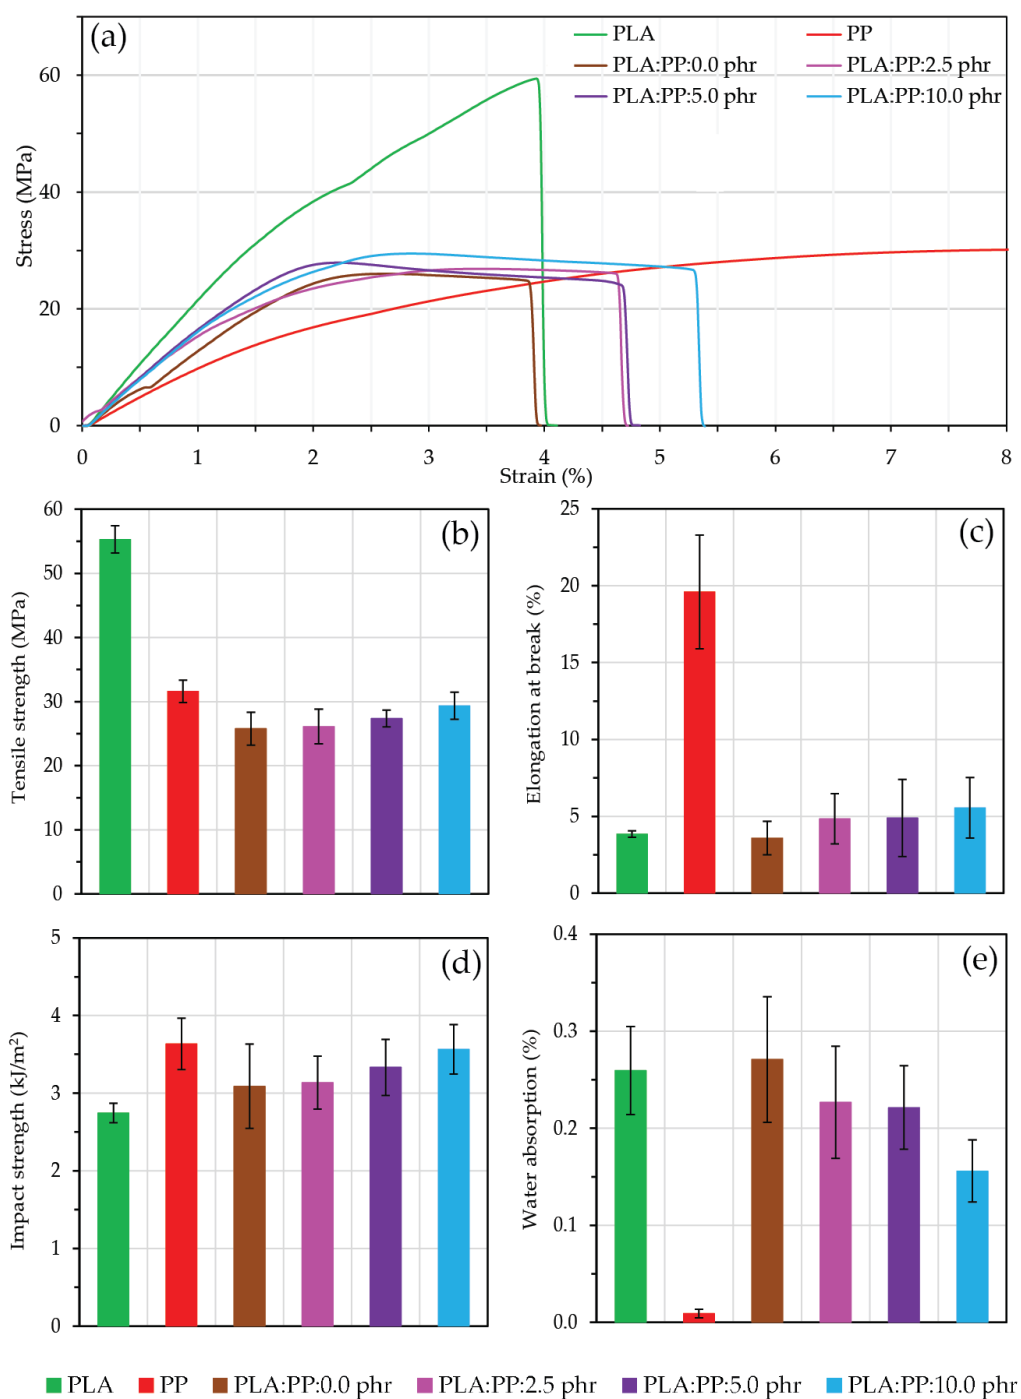 (a)
PLA
PP
PLA:PP:0.0 phr
PLA:PP:2.5 phr
PLA:PP:5.0 phr
PLA:PP:10.0 phr
Stress (MPa)
60
40
20
0
0 1 2 3 4 5 6 7 8
Strain (%)
(b)
Tensile strength (MPa)
60
50
40
30
20
10
0
(c)
Elongation at break (%)
25
20
15
10
5
0
(d)
Impact strength (kJ/m²)
5
4
3
2
1
0
(e)
Water absorption (%)
0.4
0.3
0.2
0.1
0.0
PLA PP PLA:PP:0.0 phr PLA:PP:2.5 phr PLA:PP:5.0 phr PLA:PP:10.0 phr